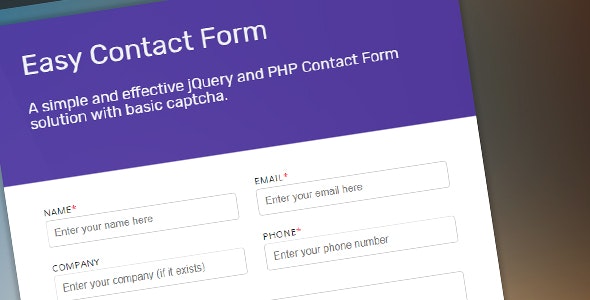 Easy Contact Form
A simple and effective jQuery and PHP Contact Form
solution with basic captcha.
NAME*
EMAIL*
Enter your name here
Enter your email here
COMPANY
PHONE*
Enter your company (if it exists)
Enter your phone number